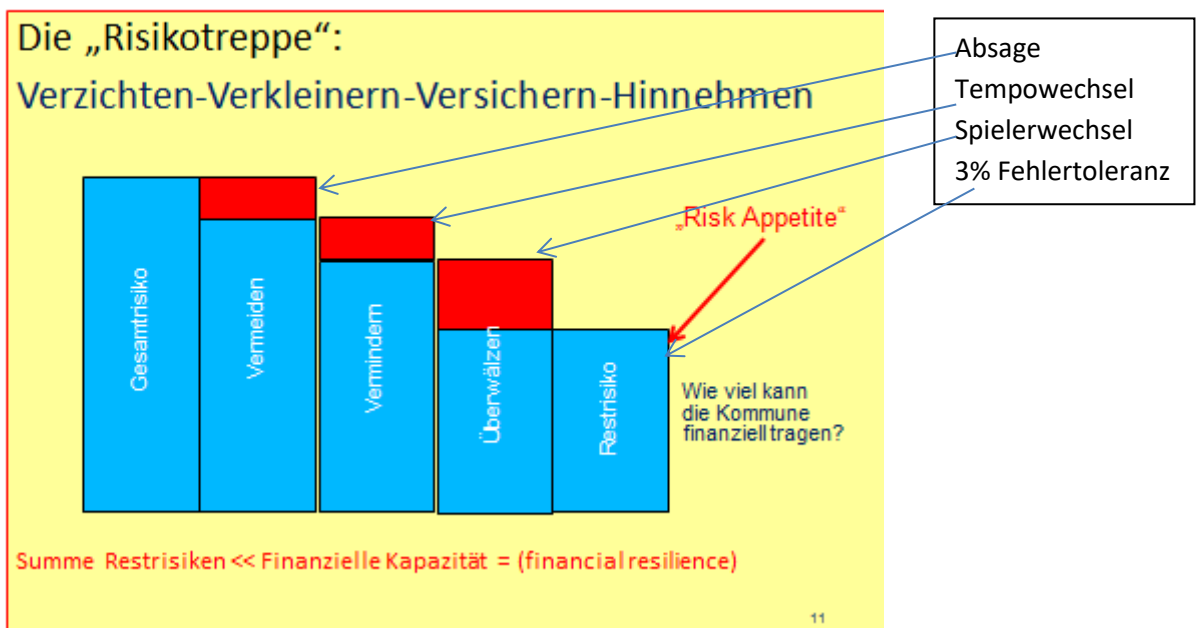 Die „Risikotreppe“:
Verzichten-Verkleinern-Versichern-Hinnehmen
Absage
Tempowechsel
Spielerwechsel
3% Fehlertoleranz
„Risk Appetite“
Gesamtrisiko
Vermeiden
Vermindern
Überwälzen
Restrisiko
Wie viel kann
die Kommune
finanziell tragen?
Summe Restrisiken << Finanzielle Kapazität = (financial resilience)
11